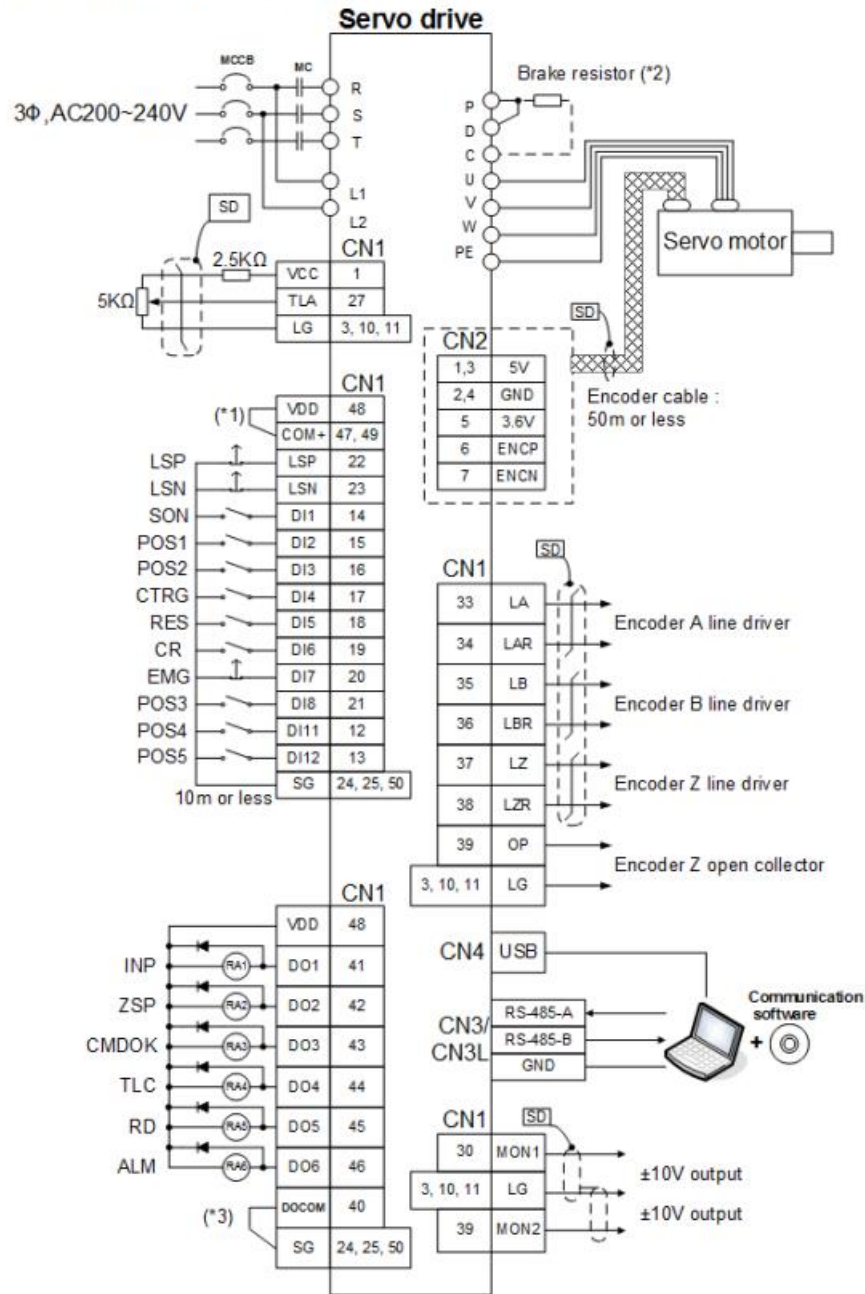 Servo drive
MCCB
MC
3Φ,AC200~240V
R
S
T
L1
L2
Brake resistor (*2)
P
D
C
U
V
W
PE
Servo motor
SD
2.5KΩ
5KΩ
CN1
VCC 1
TLA 27
LG 3, 10, 11
SD
Encoder cable :
50m or less
CN2
1,3 5V
2,4 GND
5 3.6V
6 ENCP
7 ENCN
CN1
(*1)
VDD 48
COM+ 47, 49
LSP LSP 22
LSN LSN 23
SON DI1 14
POS1 DI2 15
POS2 DI3 16
CTRG DI4 17
RES DI5 18
CR DI6 19
EMG DI7 20
POS3 DI8 21
POS4 DI11 12
POS5 DI12 13
SG 24, 25, 50
10m or less
SD
CN1
33 LA
34 LAR
Encoder A line driver
35 LB
36 LBR
Encoder B line driver
37 LZ
38 LZR
Encoder Z line driver
39 OP
3, 10, 11 LG
Encoder Z open collector
CN1
VDD 48
INP RA1 DO1 41
ZSP RA2 DO2 42
CMDOK RA3 DO3 43
TLC RA4 DO4 44
RD RA5 DO5 45
ALM RA6 DO6 46
(*3)
DOCOM 40
SG 24, 25, 50
CN4 USB
CN3/
CN3L
RS-485-A
RS-485-B
GND
Communication
software
+
CN1
SD
30 MON1
3, 10, 11 LG
39 MON2
±10V output
±10V output